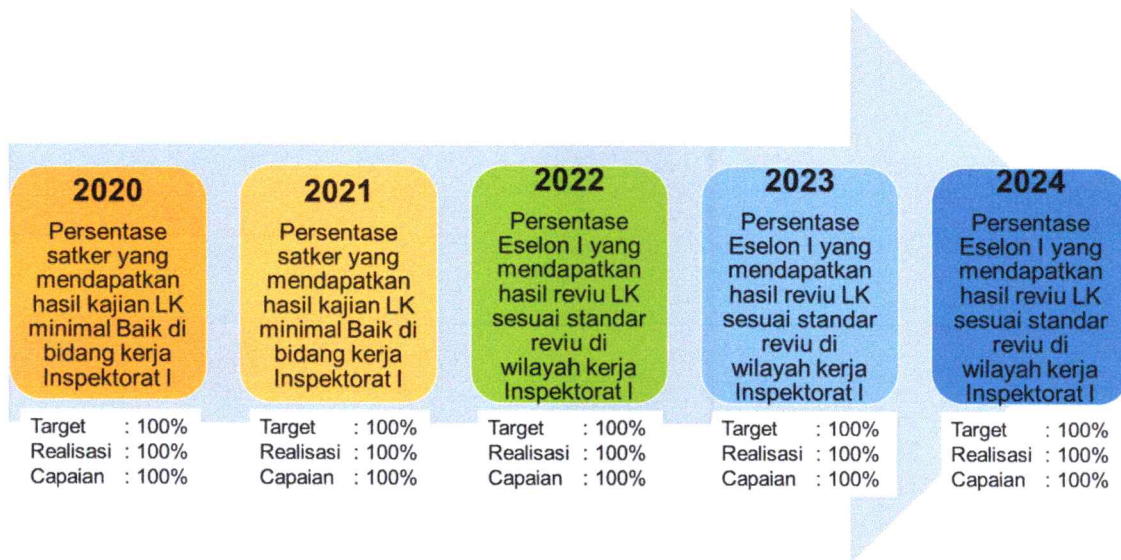 2020
Persentase
satker yang
mendapatkan
hasil kajian LK
minimal Baik di
bidang kerja
Inspektorat I
Target : 100%
Realisasi : 100%
Capaian : 100%
2021
Persentase
satker yang
mendapatkan
hasil kajian LK
minimal Baik di
bidang kerja
Inspektorat I
Target : 100%
Realisasi : 100%
Capaian : 100%
2022
Persentase
Eselon I yang
mendapatkan
hasil reviu LK
sesuai standar
reviu di
wilayah kerja
Inspektorat I
Target : 100%
Realisasi : 100%
Capaian : 100%
2023
Persentase
Eselon I yang
mendapatkan
hasil reviu LK
sesuai standar
reviu di
wilayah kerja
Inspektorat I
Target : 100%
Realisasi : 100%
Capaian : 100%
2024
Persentase
Eselon I yang
mendapatkan
hasil reviu LK
sesuai standar
reviu di
wilayah kerja
Inspektorat I
Target : 100%
Realisasi : 100%
Capaian : 100%